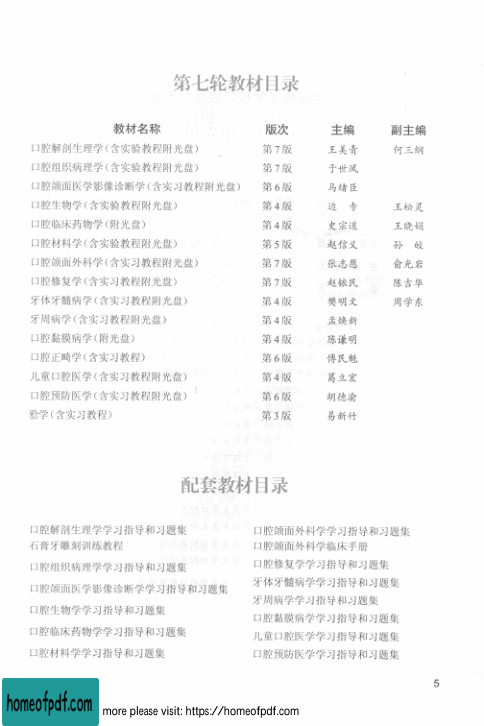 第七轮教材目录
教材名称 版次 主编 副主编
口腔解剖生理学(含实验教程附光盘) 第7版 王美青 何三纲
口腔组织病理学(含实验教程附光盘) 第7版 于世凤
口腔颌面医学影像诊断学(含实习教程附光盘) 第6版 马绪臣
口腔生物学(含实验教程附光盘) 第4版 边专 王松灵
口腔临床药物学(附光盘) 第4版 史宗道 王晓娟
口腔材料学(含实验教程附光盘) 第5版 赵信义 孙皎
口腔颌面外科学(含实习教程附光盘) 第7版 张志愿 俞光岩
口腔修复学(含实习教程附光盘) 第7版 赵铱民 陈吉华
牙体牙髓病学(含实习教程附光盘) 第4版 樊明文 周学东
牙周病学(含实习教程附光盘) 第4版 孟焕新
口腔黏膜病学(附光盘) 第4版 陈谦明
口腔正畸学(含实习教程) 第6版 傅民魁
儿童口腔医学(含实习教程附光盘) 第4版 葛立宏
口腔预防医学(含实习教程附光盘) 第6版 胡德渝
𬌗学(含实习教程) 第3版 易新竹
配套教材目录
口腔解剖生理学学习指导和习题集
石膏牙雕刻训练教程
口腔组织病理学学习指导和习题集
口腔颌面医学影像诊断学学习指导和习题集
口腔生物学学习指导和习题集
口腔临床药物学学习指导和习题集
口腔材料学学习指导和习题集
口腔颌面外科学学习指导和习题集
口腔颌面外科学临床手册
口腔修复学学习指导和习题集
牙体牙髓病学学习指导和习题集
牙周病学学习指导和习题集
口腔黏膜病学学习指导和习题集
儿童口腔医学学习指导和习题集
口腔预防医学学习指导和习题集
5
homeofpdf.com
more please visit: https://homeofpdf.com